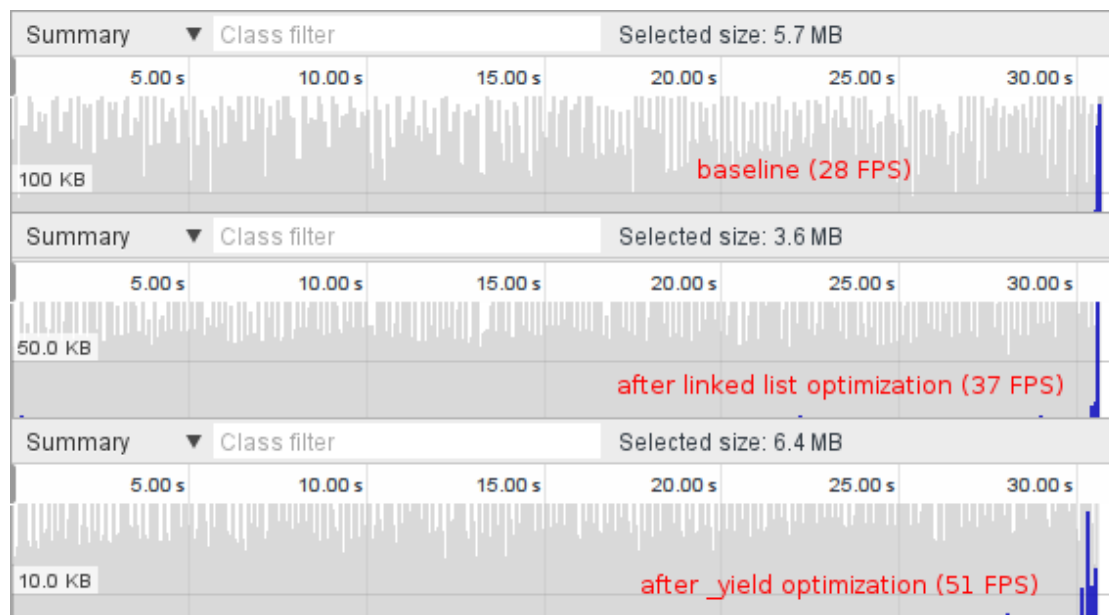 Summary ▼ Class filter Selected size: 5.7 MB
5.00 s 10.00 s 15.00 s 20.00 s 25.00 s 30.00 s
baseline (28 FPS)
100 KB
Summary ▼ Class filter Selected size: 3.6 MB
5.00 s 10.00 s 15.00 s 20.00 s 25.00 s 30.00 s
50.0 KB
after linked list optimization (37 FPS)
Summary ▼ Class filter Selected size: 6.4 MB
5.00 s 10.00 s 15.00 s 20.00 s 25.00 s 30.00 s
10.0 KB after _yield optimization (51 FPS)